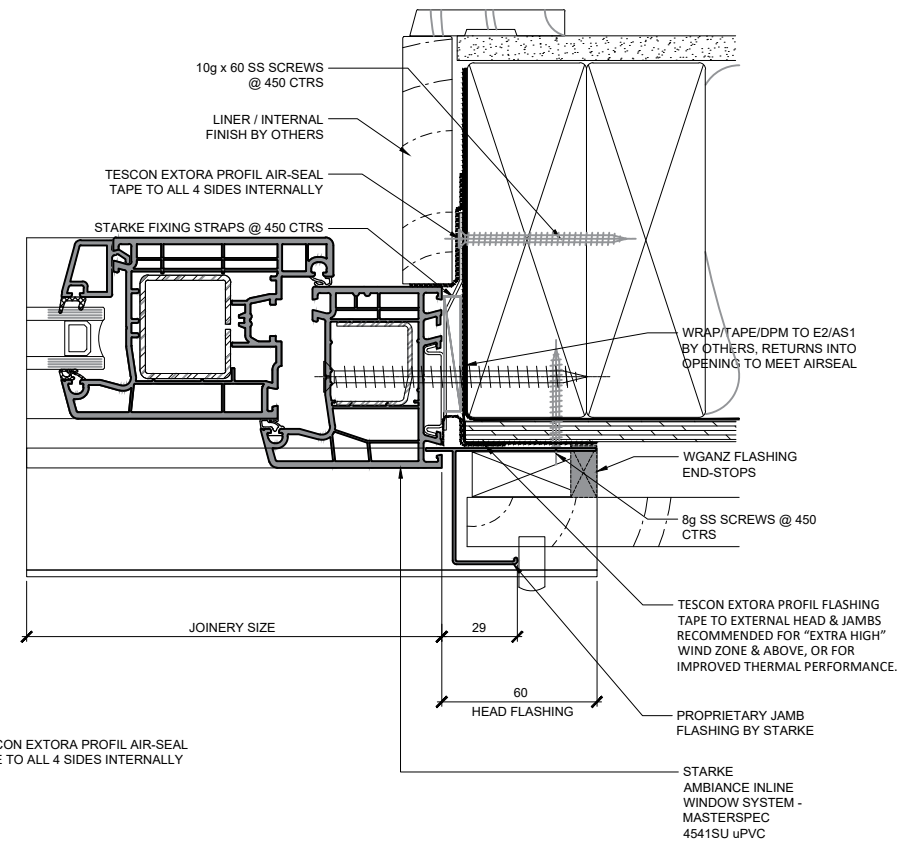 10g x 60 SS SCREWS
@ 450 CTRS
LINER / INTERNAL
FINISH BY OTHERS
TESCON EXTORA PROFIL AIR-SEAL
TAPE TO ALL 4 SIDES INTERNALLY
STARKE FIXING STRAPS @ 450 CTRS
WRAP/TAPE/DPM TO E2/AS1
BY OTHERS, RETURNS INTO
OPENING TO MEET AIRSEAL
WGANZ FLASHING
END-STOPS
8g SS SCREWS @ 450
CTRS
TESCON EXTORA PROFIL FLASHING
TAPE TO EXTERNAL HEAD & JAMBS
RECOMMENDED FOR “EXTRA HIGH”
WIND ZONE & ABOVE, OR FOR
IMPROVED THERMAL PERFORMANCE.
JOINERY SIZE
29
60
HEAD FLASHING
PROPRIETARY JAMB
FLASHING BY STARKE
CON EXTORA PROFIL AIR-SEAL
E TO ALL 4 SIDES INTERNALLY
STARKE
AMBIANCE INLINE
WINDOW SYSTEM -
MASTERSPEC
4541SU uPVC